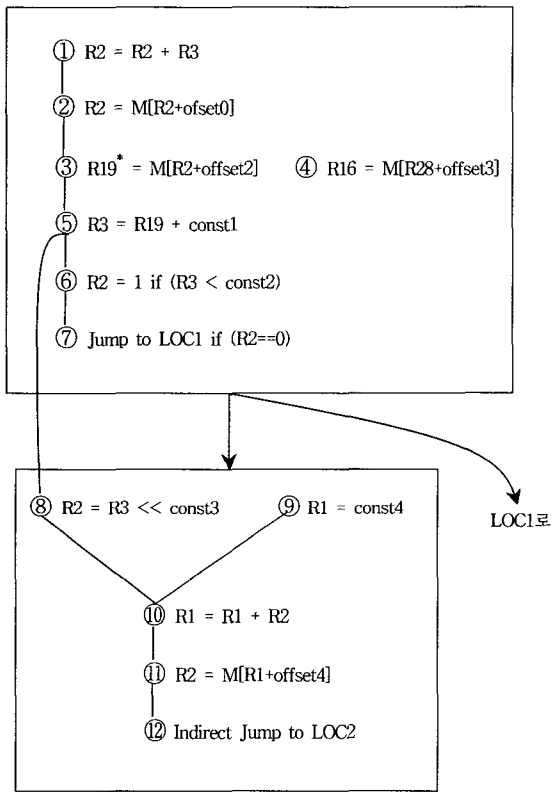 ① R2 = R2 + R3
② R2 = M[R2+ofset0]
③ R19* = M[R2+offset2] ④ R16 = M[R28+offset3]
⑤ R3 = R19 + const1
⑥ R2 = 1 if (R3 < const2)
⑦ Jump to LOC1 if (R2==0)
⑧ R2 = R3 << const3 ⑨ R1 = const4
LOC1로
⑩ R1 = R1 + R2
⑪ R2 = M[R1+offset4]
⑫ Indirect Jump to LOC2